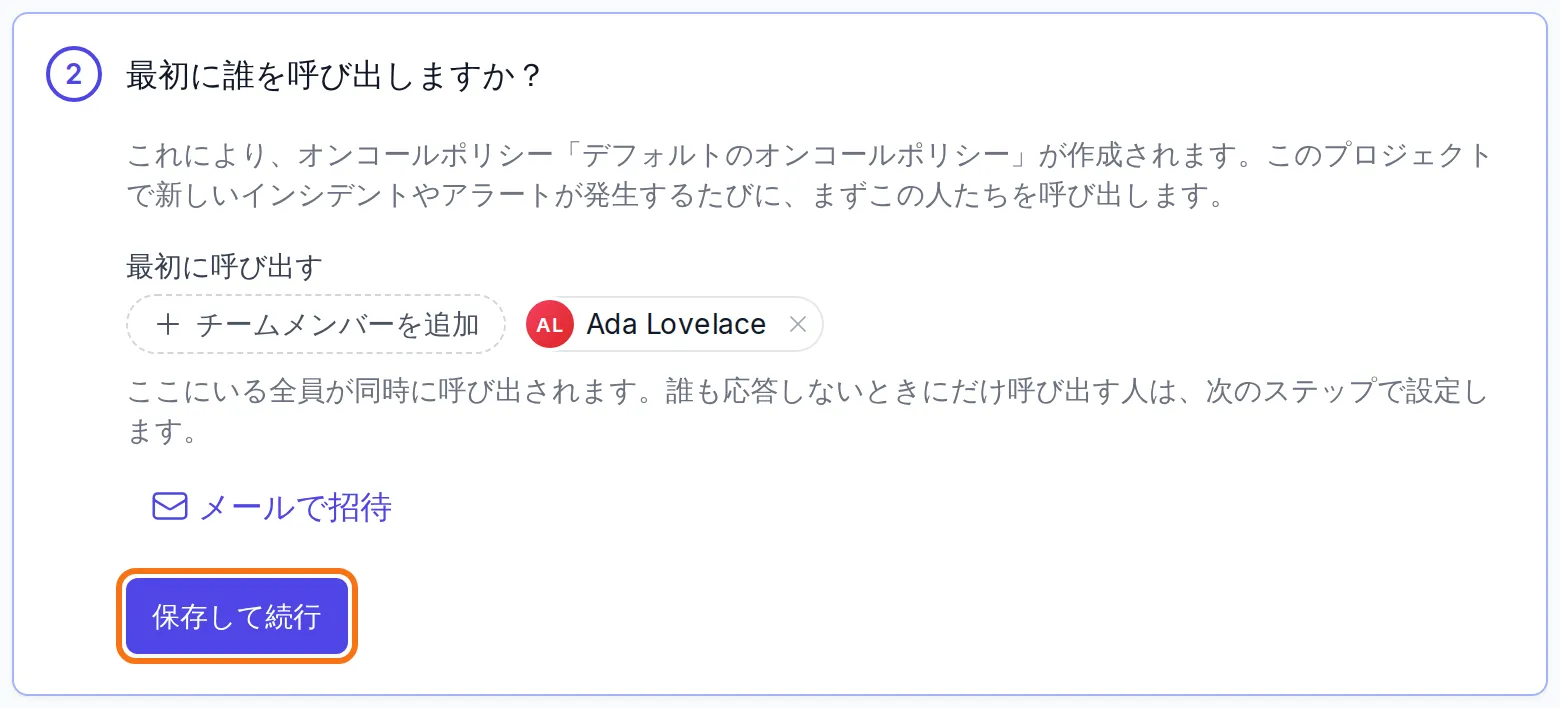 2
最初に誰を呼び出しますか？
これにより、オンコールポリシー「デフォルトのオンコールポリシー」が作成されます。このプロジェクト
で新しいインシデントやアラートが発生するたびに、まずこの人たちを呼び出します。
最初に呼び出す
チームメンバーを追加
AL
Ada Lovelace
ここにいる全員が同時に呼び出されます。誰も応答しないときにだけ呼び出す人は、次のステップで設定し
ます。
メールで招待
保存して続行